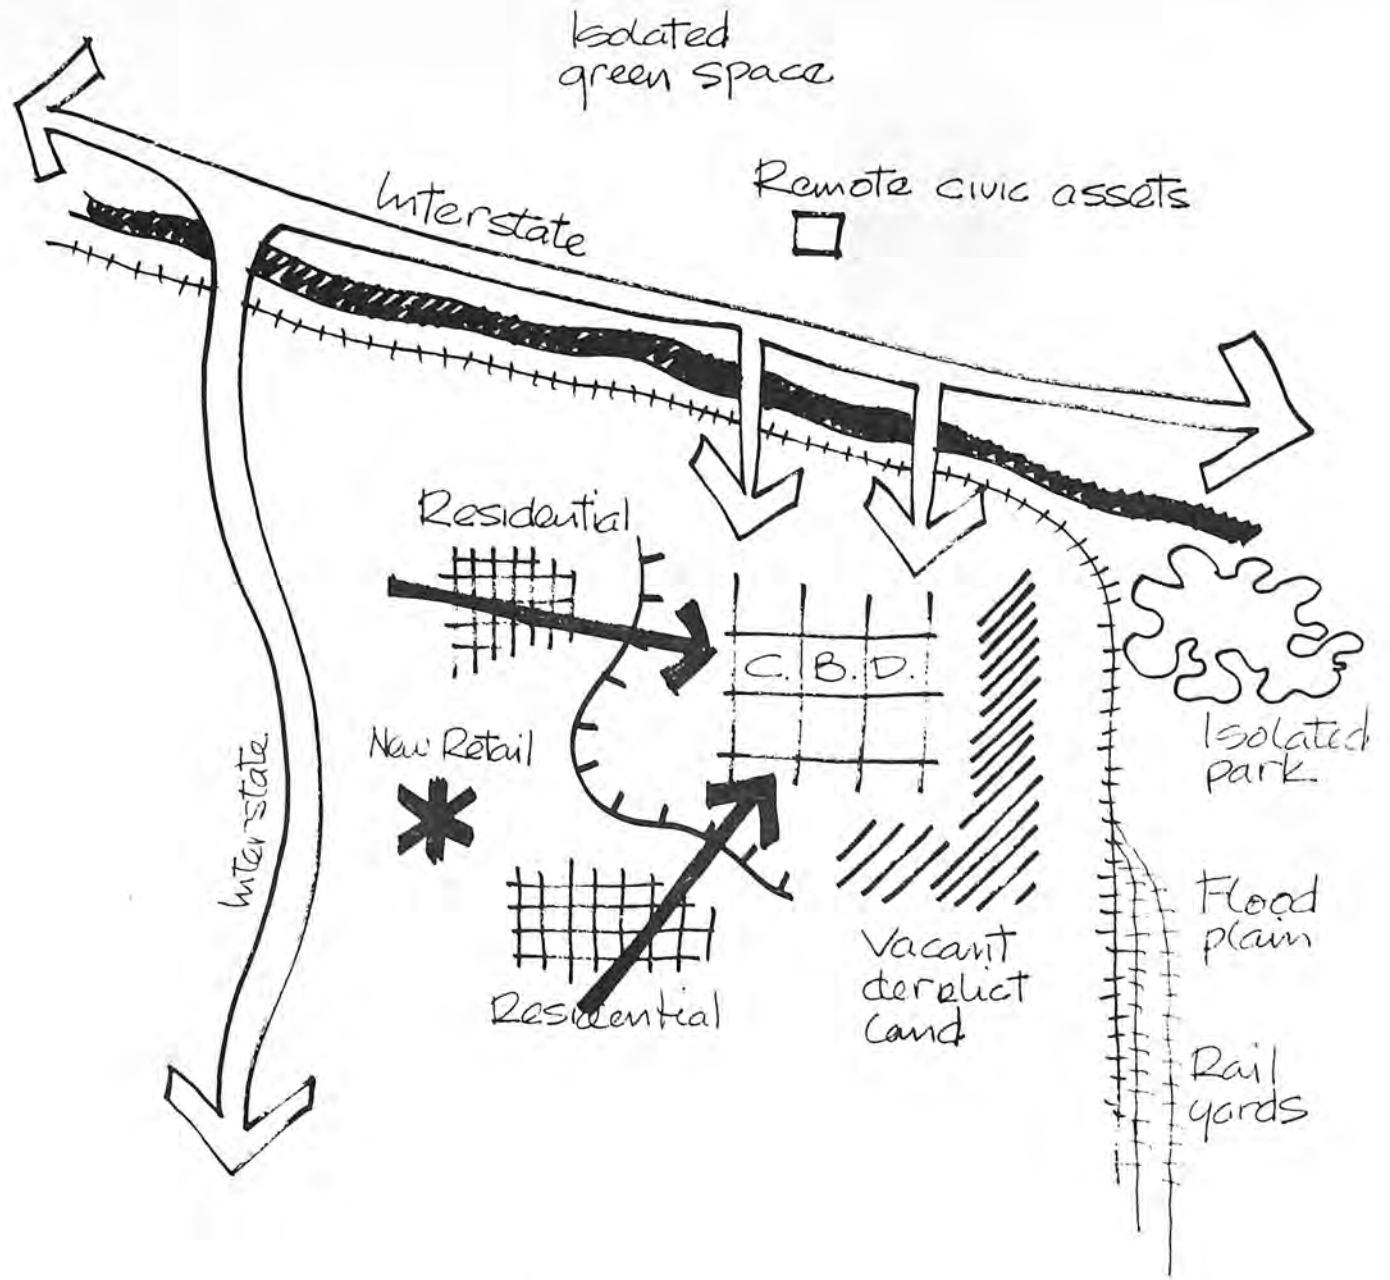 Isolated
green space
Remote civic assets
Interstate
Residential
C. B. D.
New Retail
Isolated
park
Interstate
Flood
plain
Vacant
derelict
land
Residential
Rail
yards